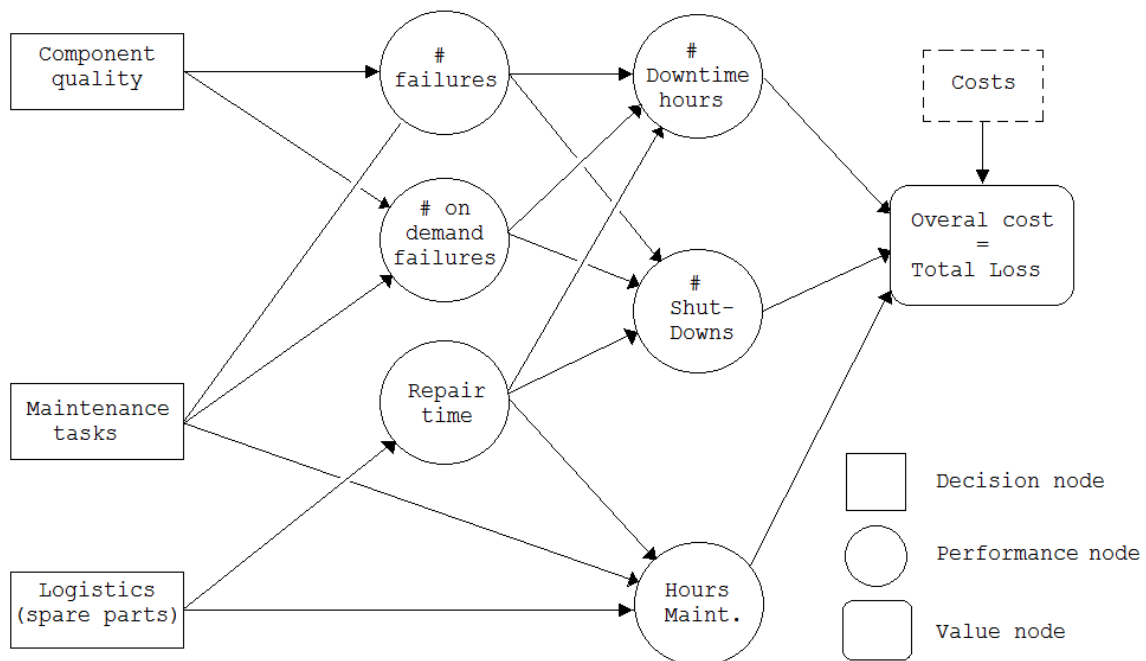 Component
quality
#
failures
#
Downtime
hours
Costs
# on
demand
failures
Overal cost
=
Total Loss
#
Shut-
Downs
Maintenance
tasks
Repair
time
Decision node
Performance node
Logistics
(spare parts)
Hours
Maint.
Value node